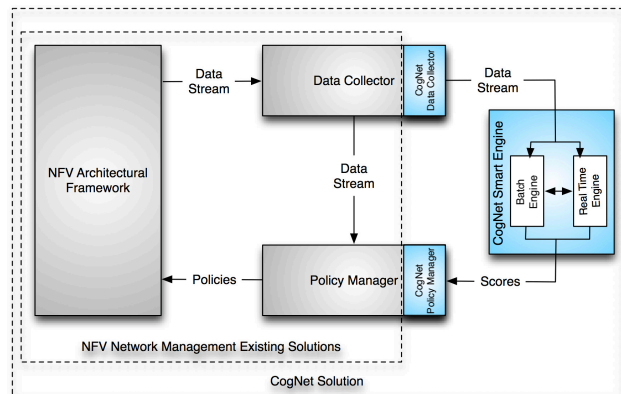 Data
Stream
Data Collector
CogNet
Data Collector
Data
Stream
NFV Architectural
Framework
Data
Stream
CogNet Smart Engine
Batch
Engine
Real Time
Engine
Policies
Policy Manager
CogNet
Policy Manager
Scores
NFV Network Management Existing Solutions
CogNet Solution